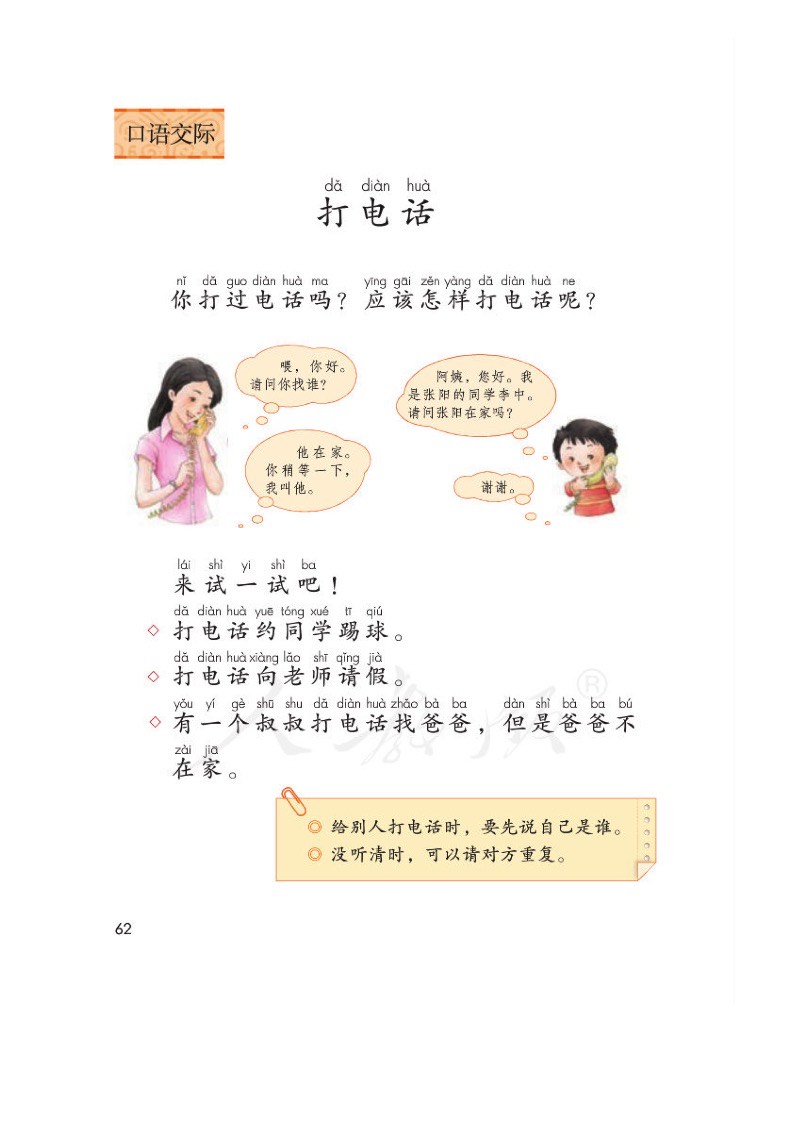 口语交际
dǎ diàn huà
打电话
nǐ dǎ guo diàn huà ma yīng gāi zěn yàng dǎ diàn huà ne
你打过电话吗？应该怎样打电话呢？
喂，你好。
请问你找谁？
阿姨，您好。我
是张阳的同学李中。
请问张阳在家吗？
他在家。
你稍等一下，
我叫他。
谢谢。
lái shì yi shì ba
来试一试吧！
dǎ diàn huà yuē tóng xué tī qiú
◇ 打电话约同学踢球。
dǎ diàn huà xiàng lǎo shī qǐng jià
◇ 打电话向老师请假。
yǒu yí gè shū shu dǎ diàn huà zhǎo bà ba dàn shì bà ba bú
◇ 有一个叔叔打电话找爸爸，但是爸爸不
zài jiā
在家。
人教版®
◎ 给别人打电话时，要先说自己是谁。
◎ 没听清时，可以请对方重复。
62